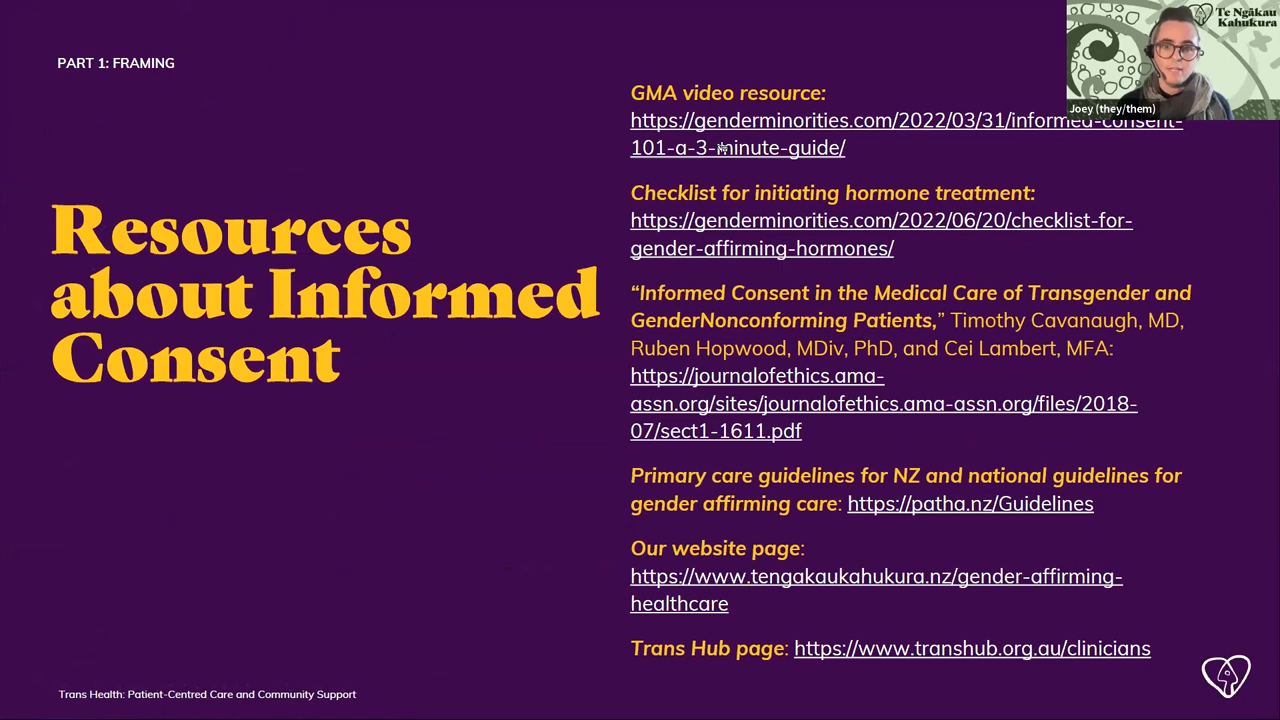 PART 1: FRAMING
Te Ngākau
Kahukura
Joey (they/them)
Resources
about Informed
Consent
GMA video resource:
https://genderminorities.com/2022/03/31/informed-consent-
101-a-3-minute-guide/
Checklist for initiating hormone treatment:
https://genderminorities.com/2022/06/20/checklist-for-
gender-affirming-hormones/
“Informed Consent in the Medical Care of Transgender and
GenderNonconforming Patients,” Timothy Cavanaugh, MD,
Ruben Hopwood, MDiv, PhD, and Cei Lambert, MFA:
https://journalofethics.ama-
assn.org/sites/journalofethics.ama-assn.org/files/2018-
07/sect1-1611.pdf
Primary care guidelines for NZ and national guidelines for
gender affirming care: https://patha.nz/Guidelines
Our website page:
https://www.tengakaukahukura.nz/gender-affirming-
healthcare
Trans Hub page: https://www.transhub.org.au/clinicians
Trans Health: Patient-Centred Care and Community Support